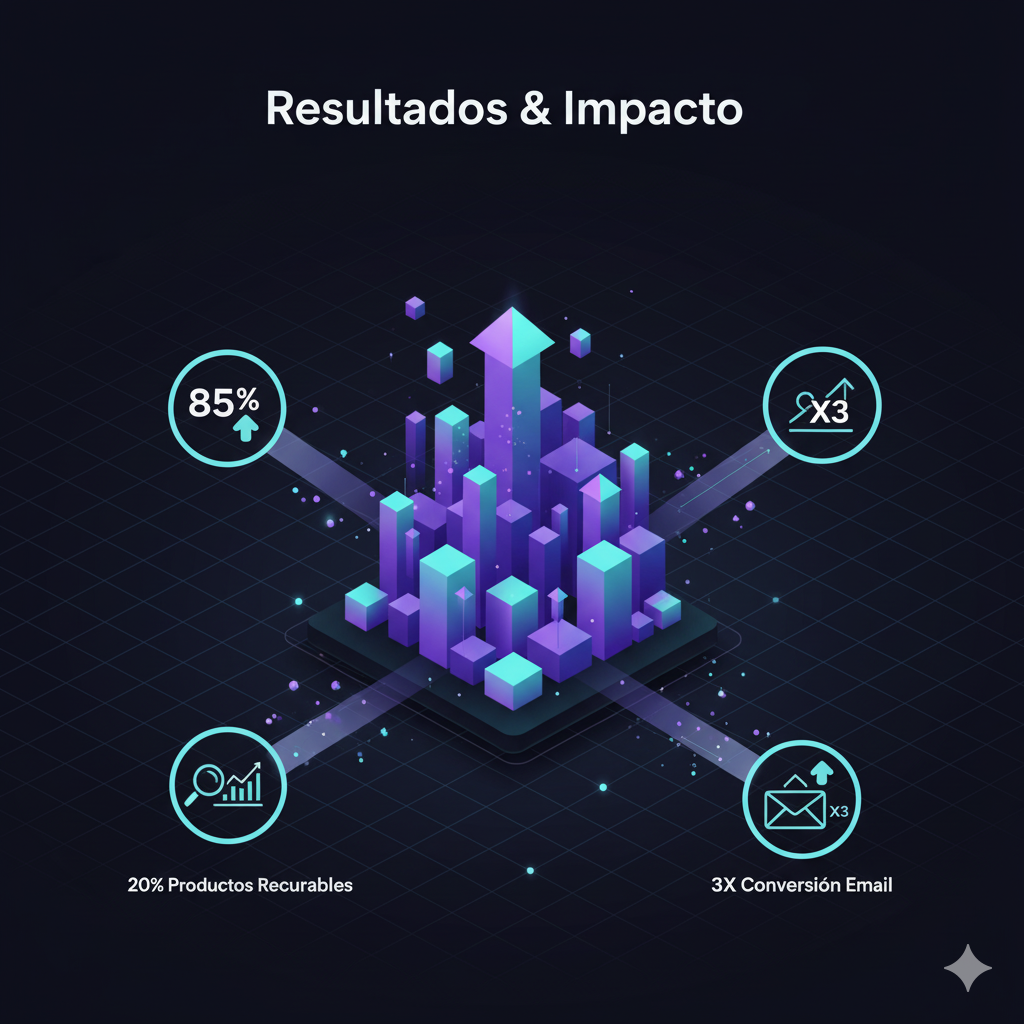 Resultados & Impacto
85%
X3
X3
20% Productos Recurables
3X Conversión Email